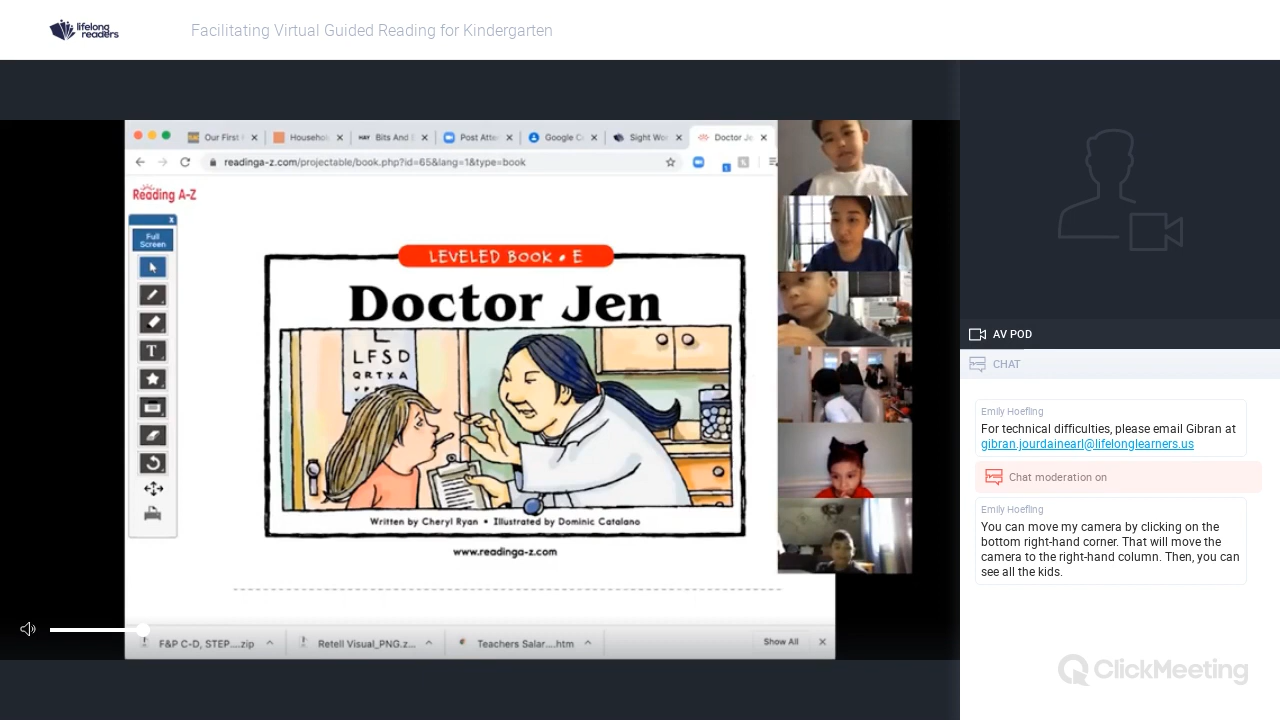 lifelong
readers
Facilitating Virtual Guided Reading for Kindergarten
Our First
Househol
HAY Bits And
Post Atte
Google C
Sight Wor
Doctor Je
readinga-z.com/projectable/book.php?id=65&lang=1&type=book
Reading A-Z
x
Full
Screen
T
LEVELED BOOK • E
Doctor Jen
L
LFSD
QRTXA
Written by Cheryl Ryan • Illustrated by Dominic Catalano
www.readinga-z.com
F&P C-D, STEP....zip
Retell Visual_PNG.z...
Teachers Salar....htm
Show All
AV POD
CHAT
Emily Hoefling
For technical difficulties, please email Gibran at
gibran.jourdainearl@lifelonglearners.us
Chat moderation on
Emily Hoefling
You can move my camera by clicking on the
bottom right-hand corner. That will move the
camera to the right-hand column. Then, you can
see all the kids.
ClickMeeting